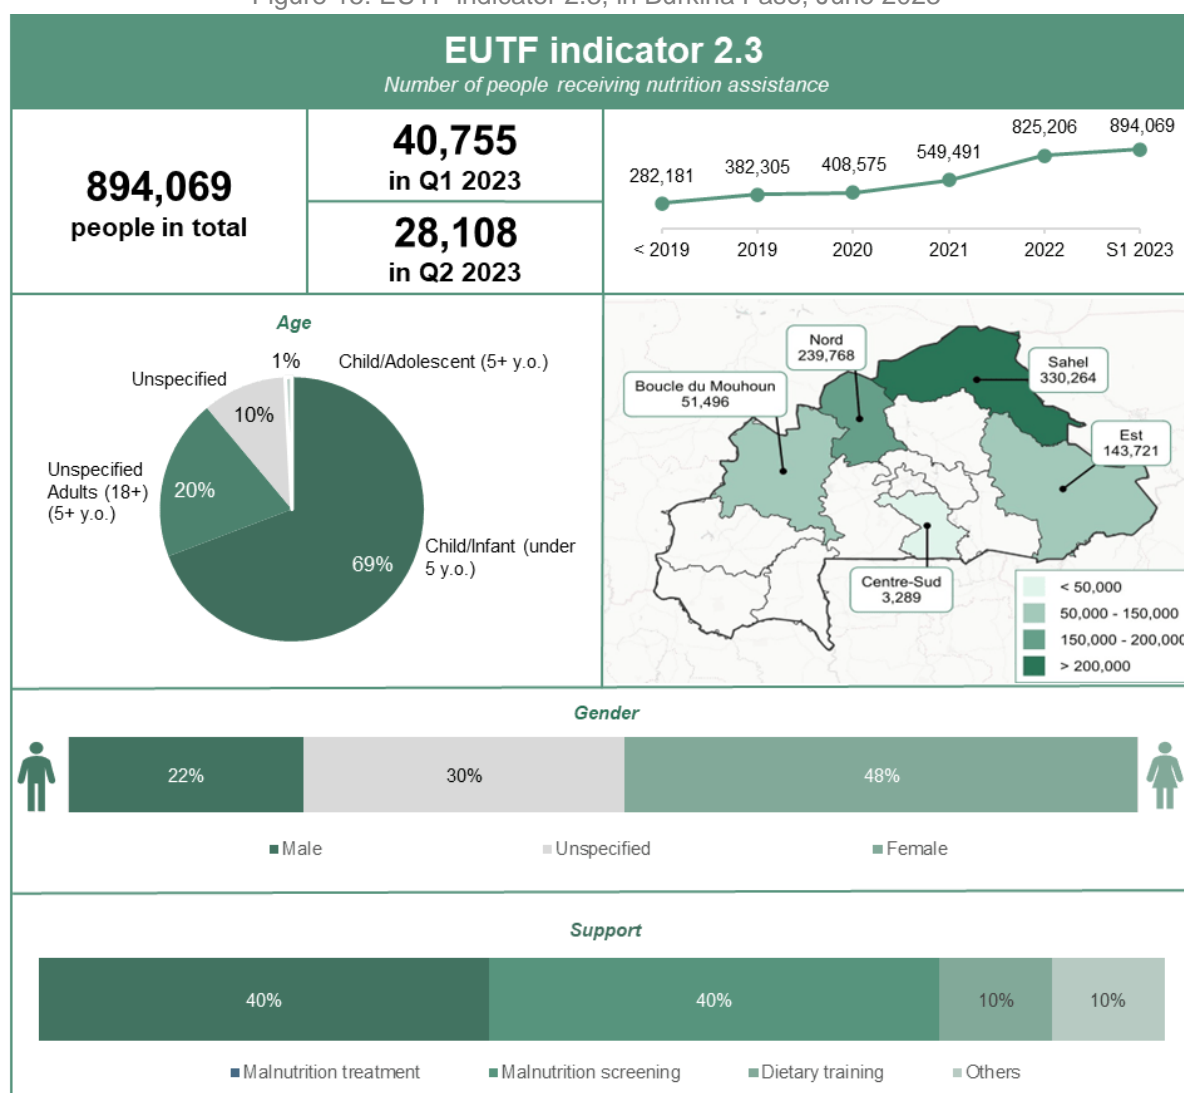 EUTF indicator 2.3
Number of people receiving nutrition assistance
894,069
people in total
40,755
in Q1 2023
28,108
in Q2 2023
282,181
382,305
408,575
549,491
825,206
894,069
< 2019
2019
2020
2021
2022
S1 2023
Age
1%
Child/Adolescent (5+ y.o.)
Unspecified
10%
Unspecified
Adults (18+)
(5+ y.o.)
20%
Child/Infant (under
5 y.o.)
69%
Nord
239,768
Sahel
330,264
Boucle du Mouhoun
51,496
Est
143,721
Centre-Sud
3,289
< 50,000
50,000 - 150,000
150,000 - 200,000
> 200,000
Gender
22%
30%
48%
Male
Unspecified
Female
Support
40%
40%
10%
10%
Malnutrition treatment
Malnutrition screening
Dietary training
Others